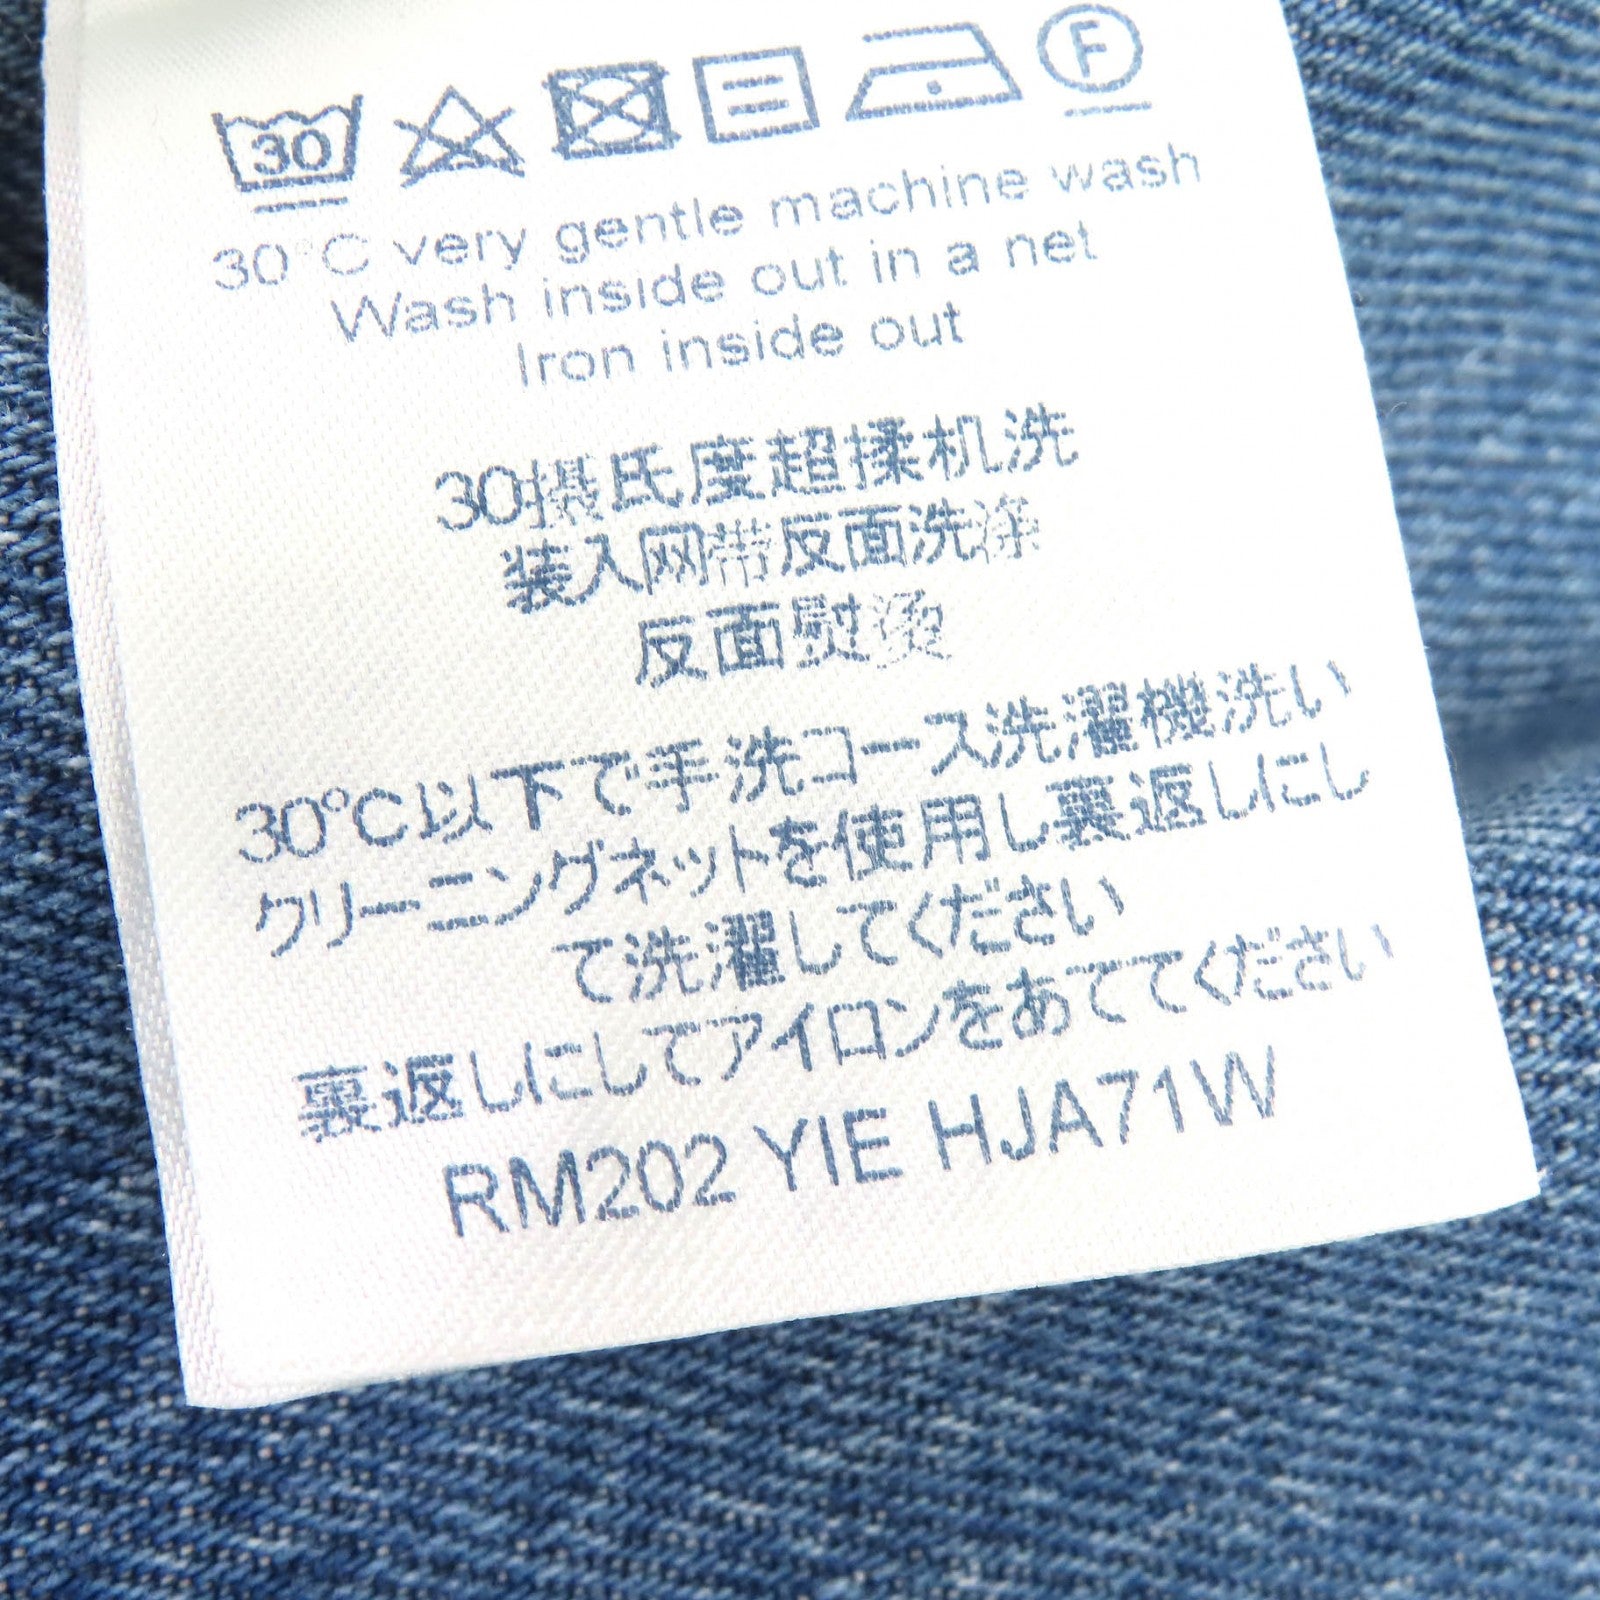 30 F
30°C very gentle machine wash
Wash inside out in a net
Iron inside out
30摄氏度超揉机洗
装入网带反面洗涤
反面熨烫
30℃以下で手洗コース洗濯機洗い
クリーニングネットを使用し裏返しにし
て洗濯してください
裏返しにしてアイロンをあててください
RM202 YIE HJA71W